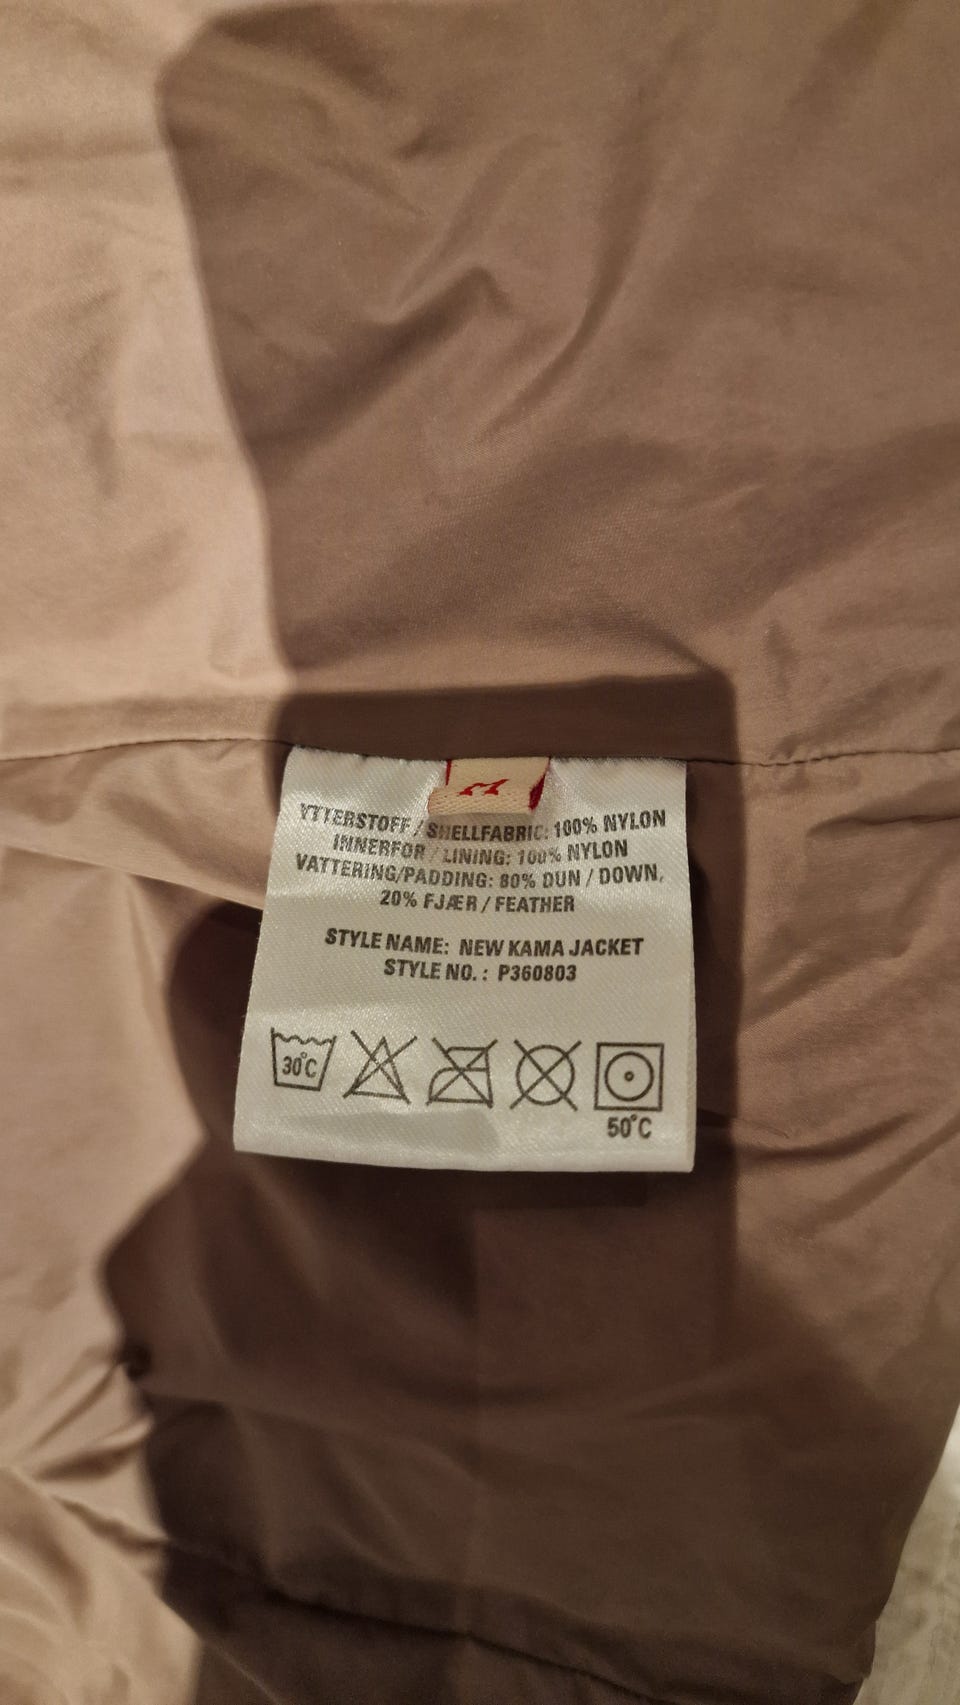 YTTERSTOFF / SHELLFABRIC: 100% NYLON
INNERFOR / LINING: 100% NYLON
VATTERING/PADDING: 80% DUN / DOWN,
20% FJÆR / FEATHER
STYLE NAME: NEW KAMA JACKET
STYLE NO. : P360803
30°C
50°C